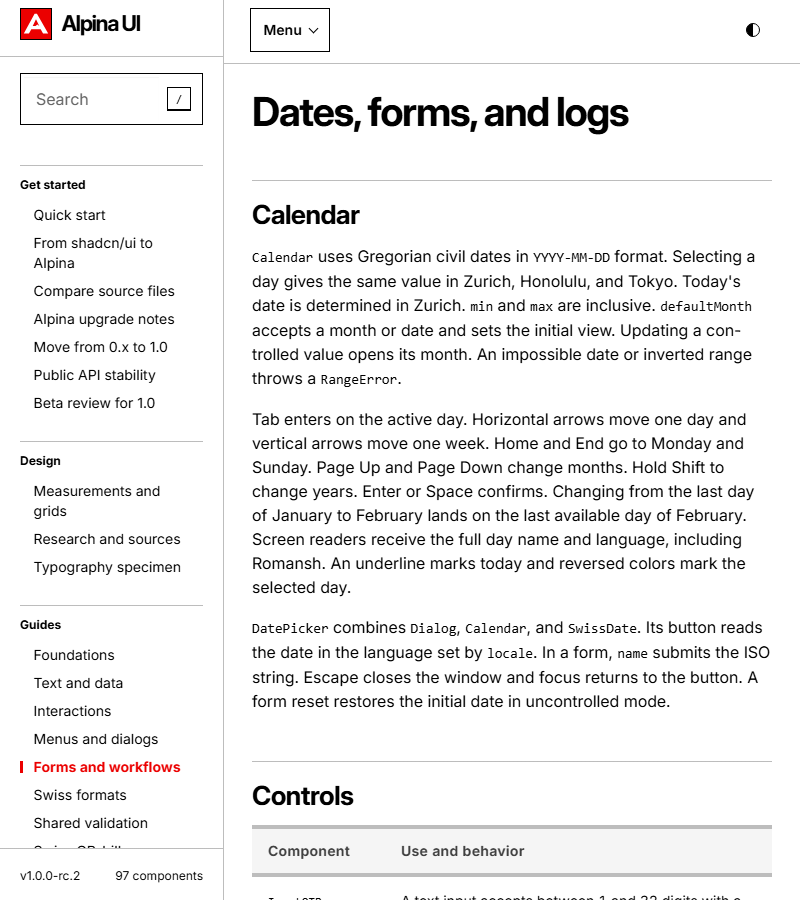 Alpina UI
Menu
Search
/
Get started
Quick start
From shadcn/ui to
Alpina
Compare source files
Alpina upgrade notes
Move from 0.x to 1.0
Public API stability
Beta review for 1.0
Design
Measurements and
grids
Research and sources
Typography specimen
Guides
Foundations
Text and data
Interactions
Menus and dialogs
Forms and workflows
Swiss formats
Shared validation
v1.0.0-rc.2 97 components
Dates, forms, and logs
Calendar
Calendar uses Gregorian civil dates in YYYY-MM-DD format. Selecting a
day gives the same value in Zurich, Honolulu, and Tokyo. Today's
date is determined in Zurich. min and max are inclusive. defaultMonth
accepts a month or date and sets the initial view. Updating a con-
trolled value opens its month. An impossible date or inverted range
throws a RangeError.
Tab enters on the active day. Horizontal arrows move one day and
vertical arrows move one week. Home and End go to Monday and
Sunday. Page Up and Page Down change months. Hold Shift to
change years. Enter or Space confirms. Changing from the last day
of January to February lands on the last available day of February.
Screen readers receive the full day name and language, including
Romansh. An underline marks today and reversed colors mark the
selected day.
DatePicker combines Dialog, Calendar, and SwissDate. Its button reads
the date in the language set by locale. In a form, name submits the ISO
string. Escape closes the window and focus returns to the button. A
form reset restores the initial date in uncontrolled mode.
Controls
Component Use and behavior